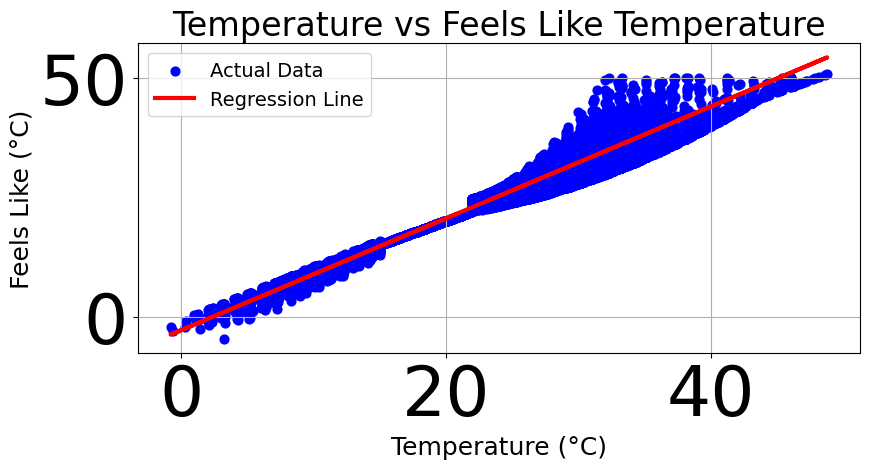 Temperature vs Feels Like Temperature
Actual Data
Regression Line
50
0
Feels Like (°C)
0 20 40
Temperature (°C)